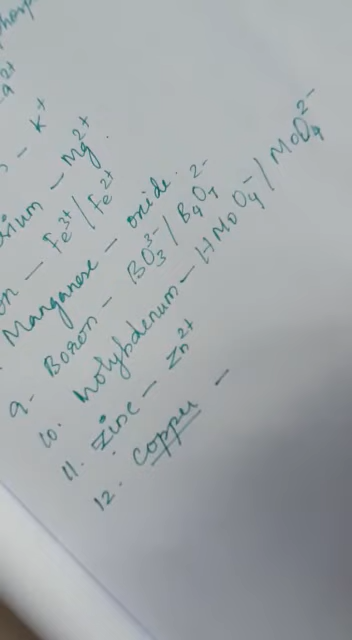 K⁺
Mg²⁺
Fe³⁺/Fe²⁺
Manganese – oxide.
9. Boron – BO₃³⁻/B₄O₇²⁻
10. Molybdenum – HMoO₄⁻/MoO₄²⁻
11. Zinc – Zn²⁺
12. Copper –